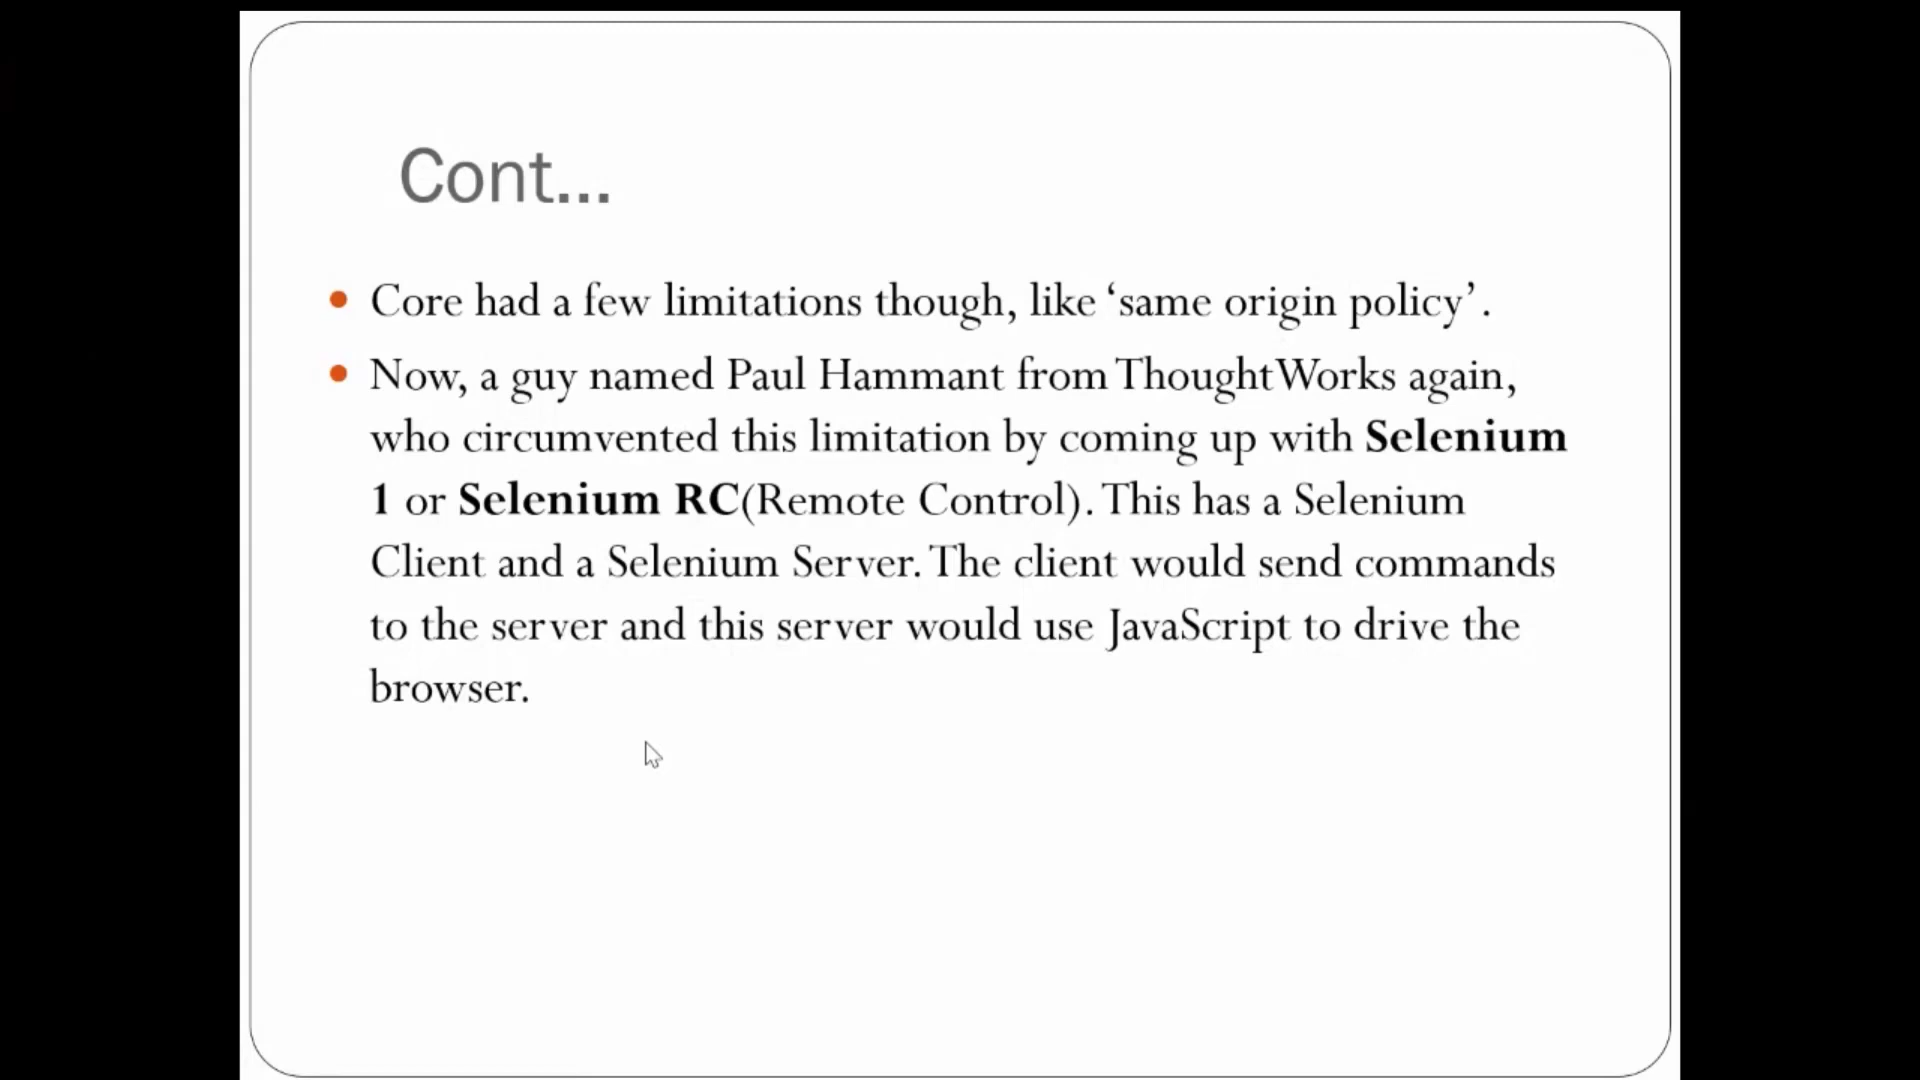 Cont...
• Core had a few limitations though, like ‘same origin policy’.
• Now, a guy named Paul Hammant from ThoughtWorks again,
who circumvented this limitation by coming up with Selenium
1 or Selenium RC(Remote Control). This has a Selenium
Client and a Selenium Server. The client would send commands
to the server and this server would use JavaScript to drive the
browser.